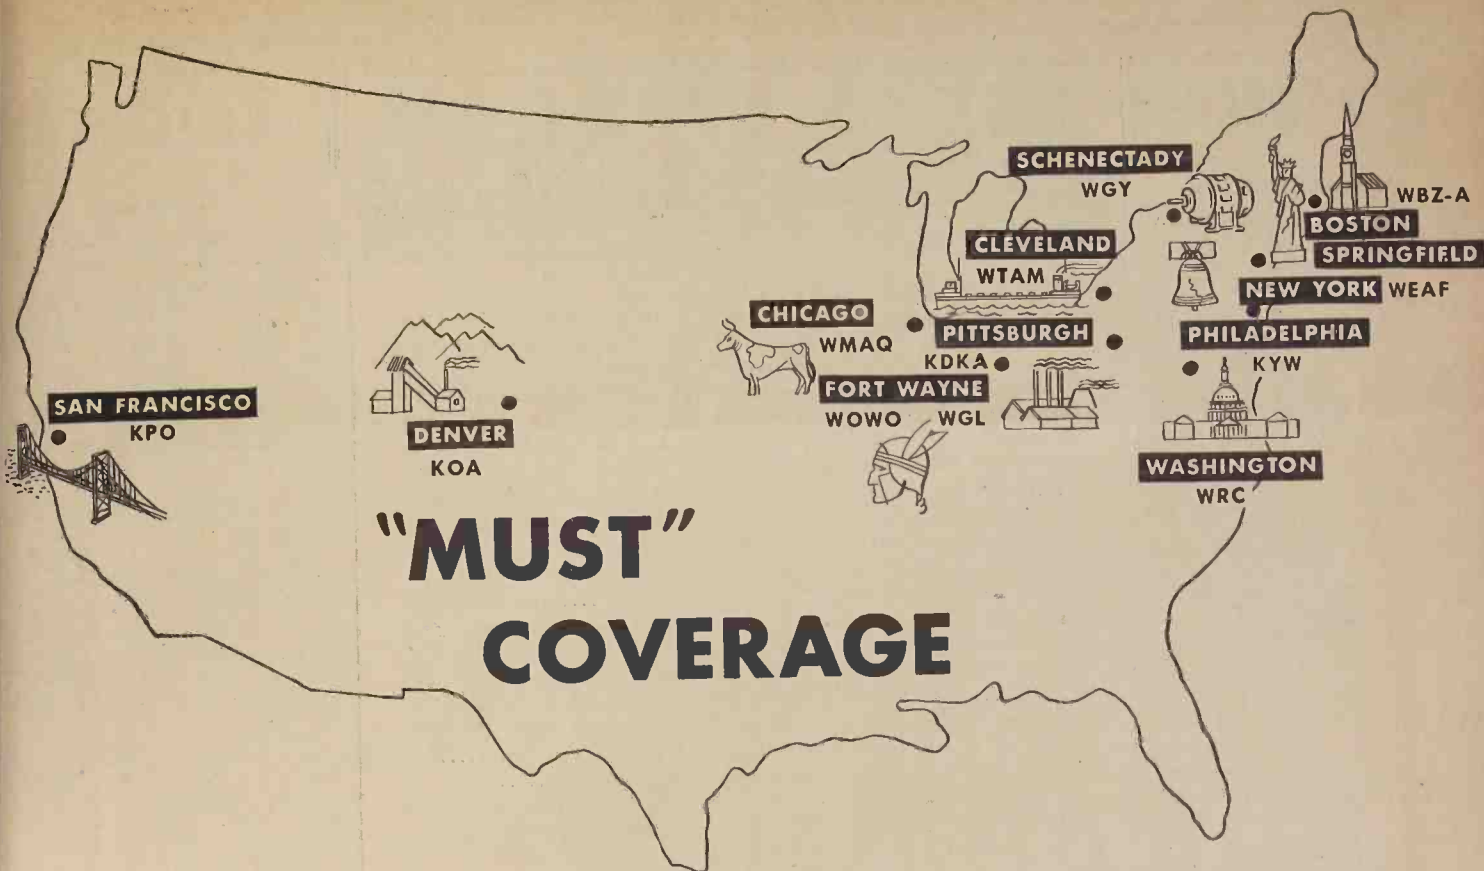 SCHENECTADY
WGY
WBZ-A
BOSTON
SPRINGFIELD
CLEVELAND
WTAM
NEW YORK WEAF
CHICAGO
WMAQ
PITTSBURGH
KDKA
PHILADELPHIA
KYW
FORT WAYNE
WOWO WGL
SAN FRANCISCO
KPO
DENVER
KOA
WASHINGTON
WRC
"MUST"
COVERAGE